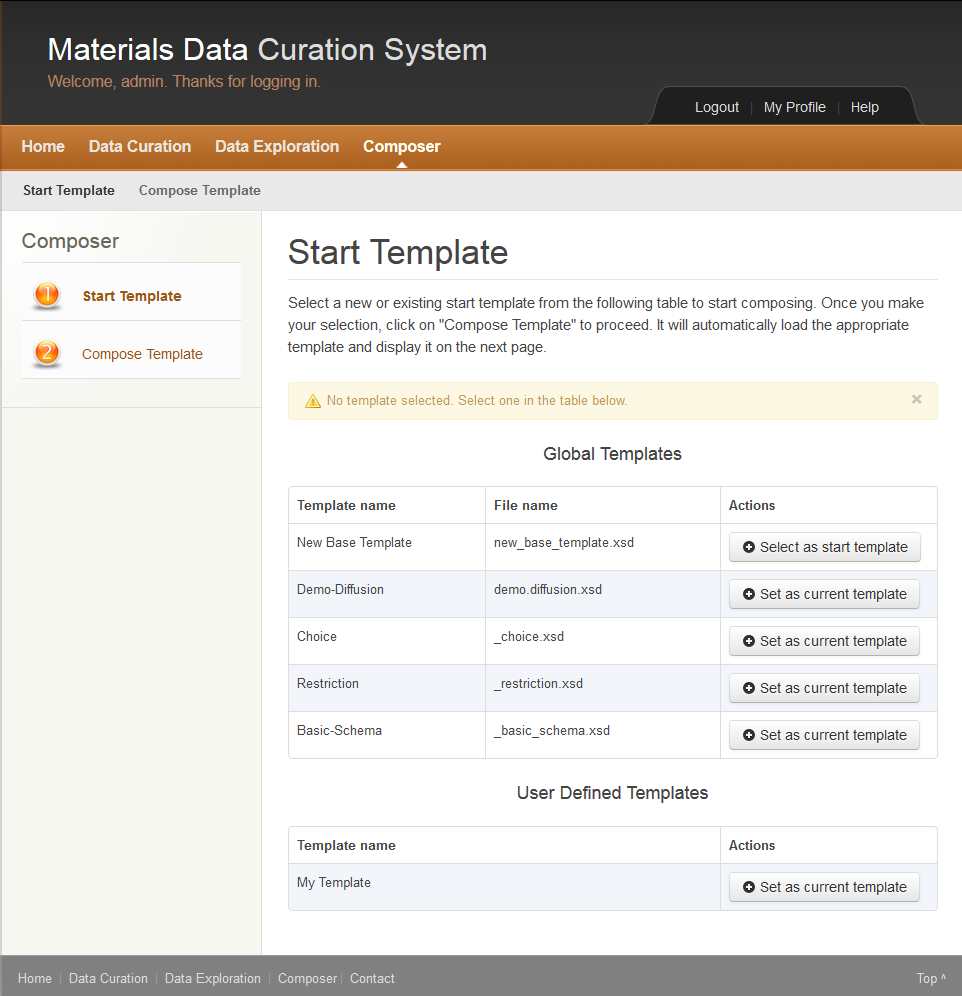 Materials Data Curation System
Welcome, admin. Thanks for logging in.
Logout | My Profile | Help
Home Data Curation Data Exploration Composer
Start Template Compose Template
Composer
1 Start Template
2 Compose Template
Start Template
Select a new or existing start template from the following table to start composing. Once you make
your selection, click on "Compose Template" to proceed. It will automatically load the appropriate
template and display it on the next page.
No template selected. Select one in the table below. ×
Global Templates
Template name File name Actions
New Base Template new_base_template.xsd Select as start template
Demo-Diffusion demo.diffusion.xsd Set as current template
Choice _choice.xsd Set as current template
Restriction _restriction.xsd Set as current template
Basic-Schema _basic_schema.xsd Set as current template
User Defined Templates
Template name Actions
My Template Set as current template
Home | Data Curation | Data Exploration | Composer | Contact Top ^